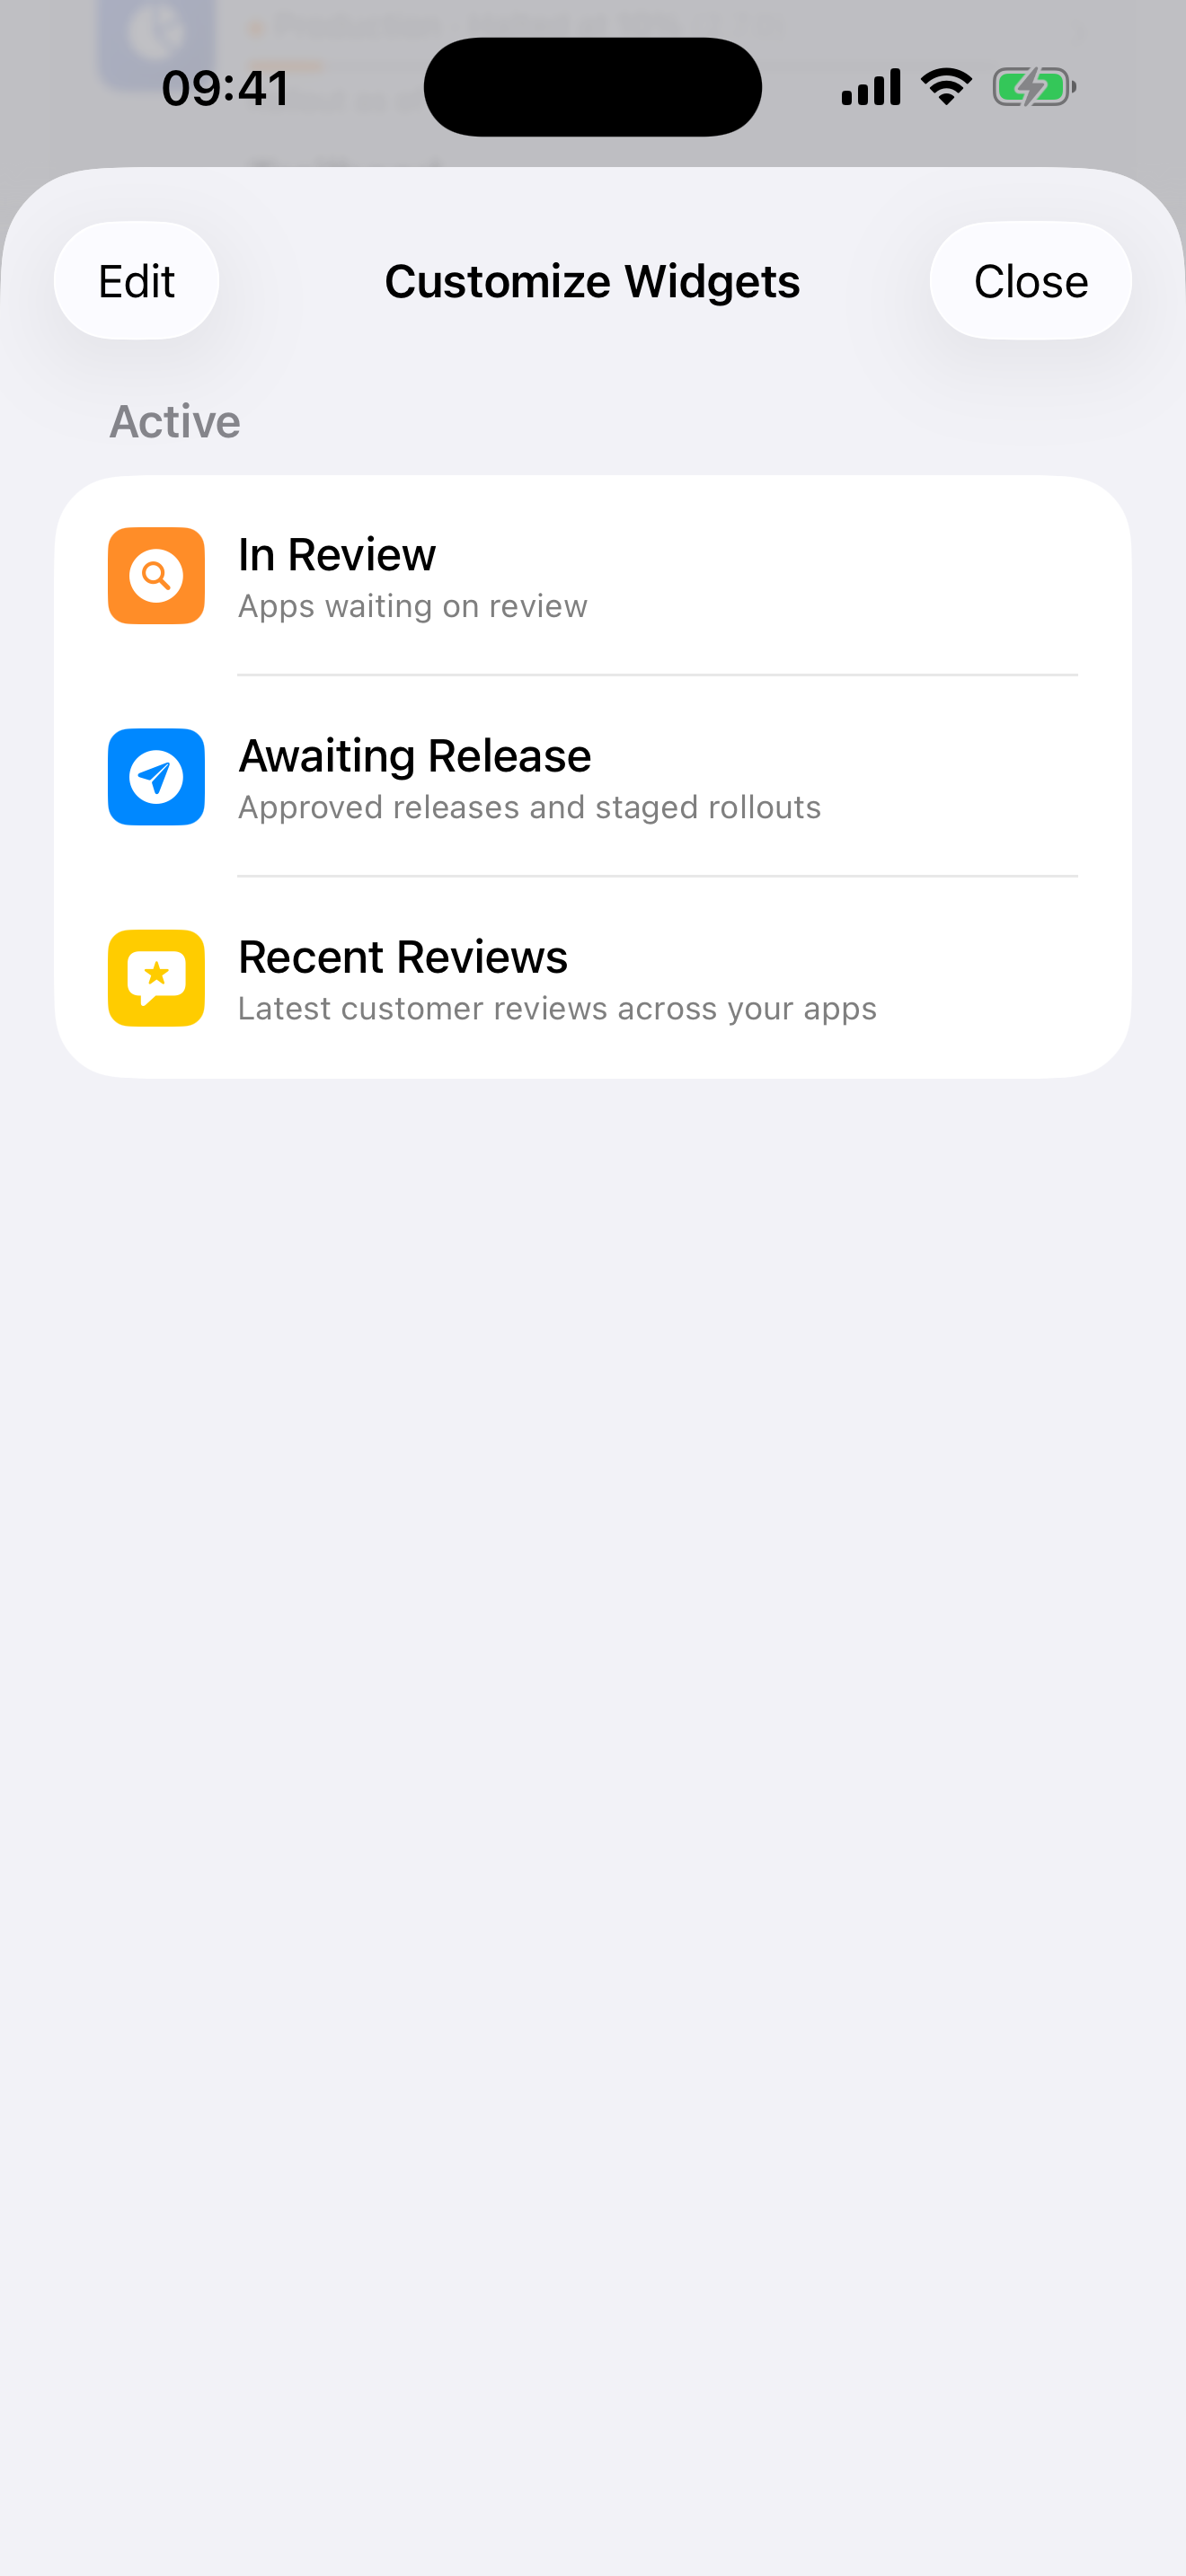 09:41
Edit
Customize Widgets
Close
Active
In Review
Apps waiting on review
Awaiting Release
Approved releases and staged rollouts
Recent Reviews
Latest customer reviews across your apps